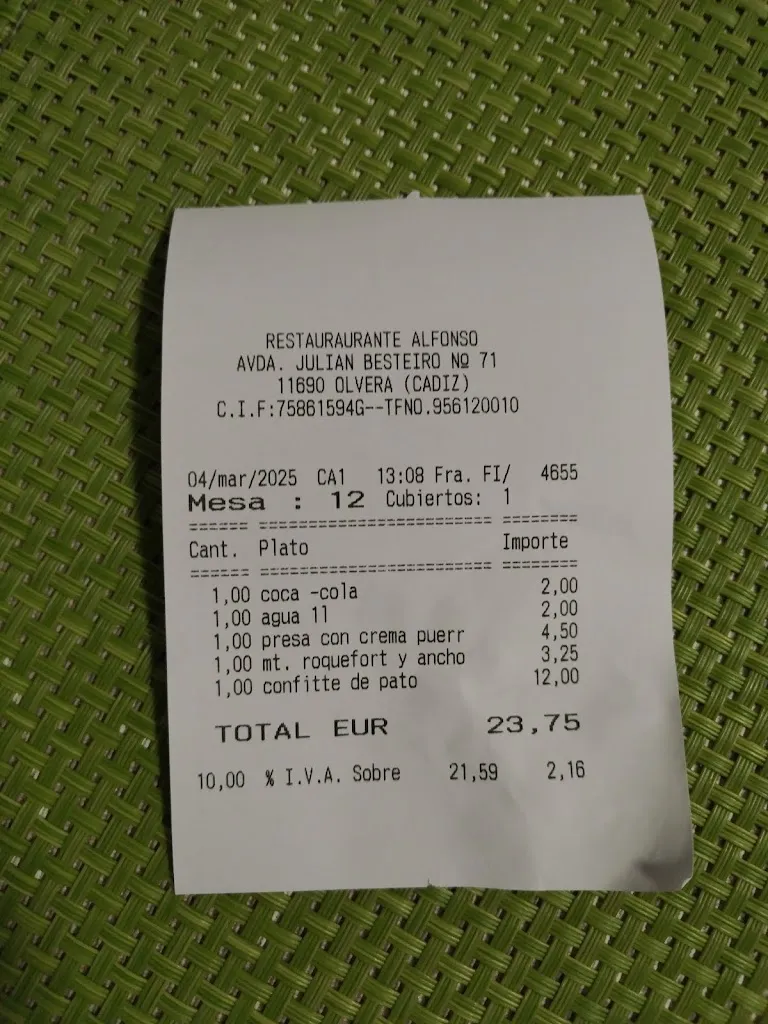 RESTAURAURANTE ALFONSO
AVDA. JULIAN BESTEIRO Nº 71
11690 OLVERA (CADIZ)
C.I.F:75861594G--TFNO.956120010
04/mar/2025 CA1 13:08 Fra. FI/ 4655
Mesa : 12 Cubiertos: 1
====== ======================== ========
Cant. Plato Importe
====== ======================== ========
1,00 coca -cola 2,00
1,00 agua 1l 2,00
1,00 presa con crema puerr 4,50
1,00 mt. roquefort y ancho 3,25
1,00 confitte de pato 12,00
TOTAL EUR 23,75
10,00 % I.V.A. Sobre 21,59 2,16